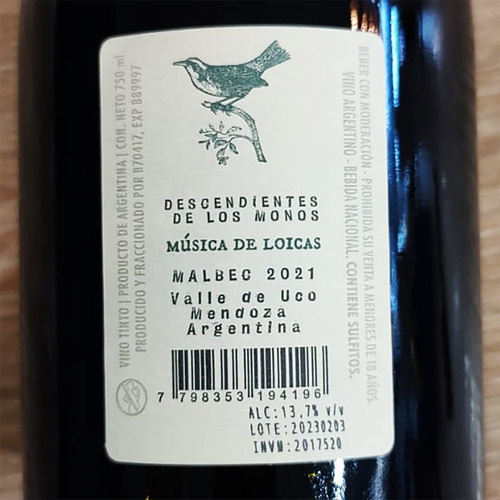 VINO TINTO | PRODUCTO DE ARGENTINA | CON. NETO 750 ml.
PRODUCIDO Y FRACCIONADO POR B70417, EXP B89997
DESCENDIENTES
DE LOS MONOS
MÚSICA DE LOICAS
MALBEC 2021
Valle de Uco
Mendoza
Argentina
7 798353 194196
ALC:13,7% v/v
LOTE:20230203
INVM:2017520
BEBER CON MODERACIÓN - PROHIBIDA SU VENTA A MENORES DE 18 AÑOS.
VINO ARGENTINO - BEBIDA NACIONAL. CONTIENE SULFITOS.